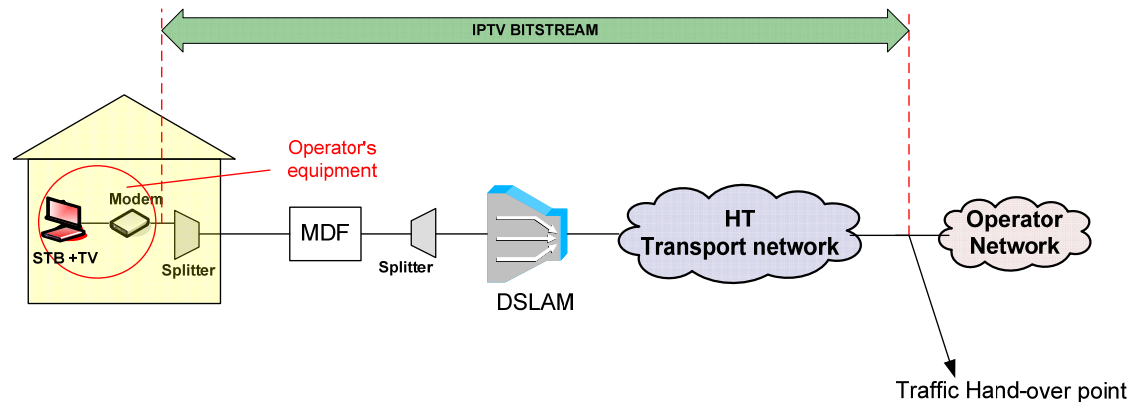 IPTV BITSTREAM
Operator's
equipment
Modem
STB +TV
Splitter
MDF
Splitter
DSLAM
HT
Transport network
Operator
Network
Traffic Hand-over point